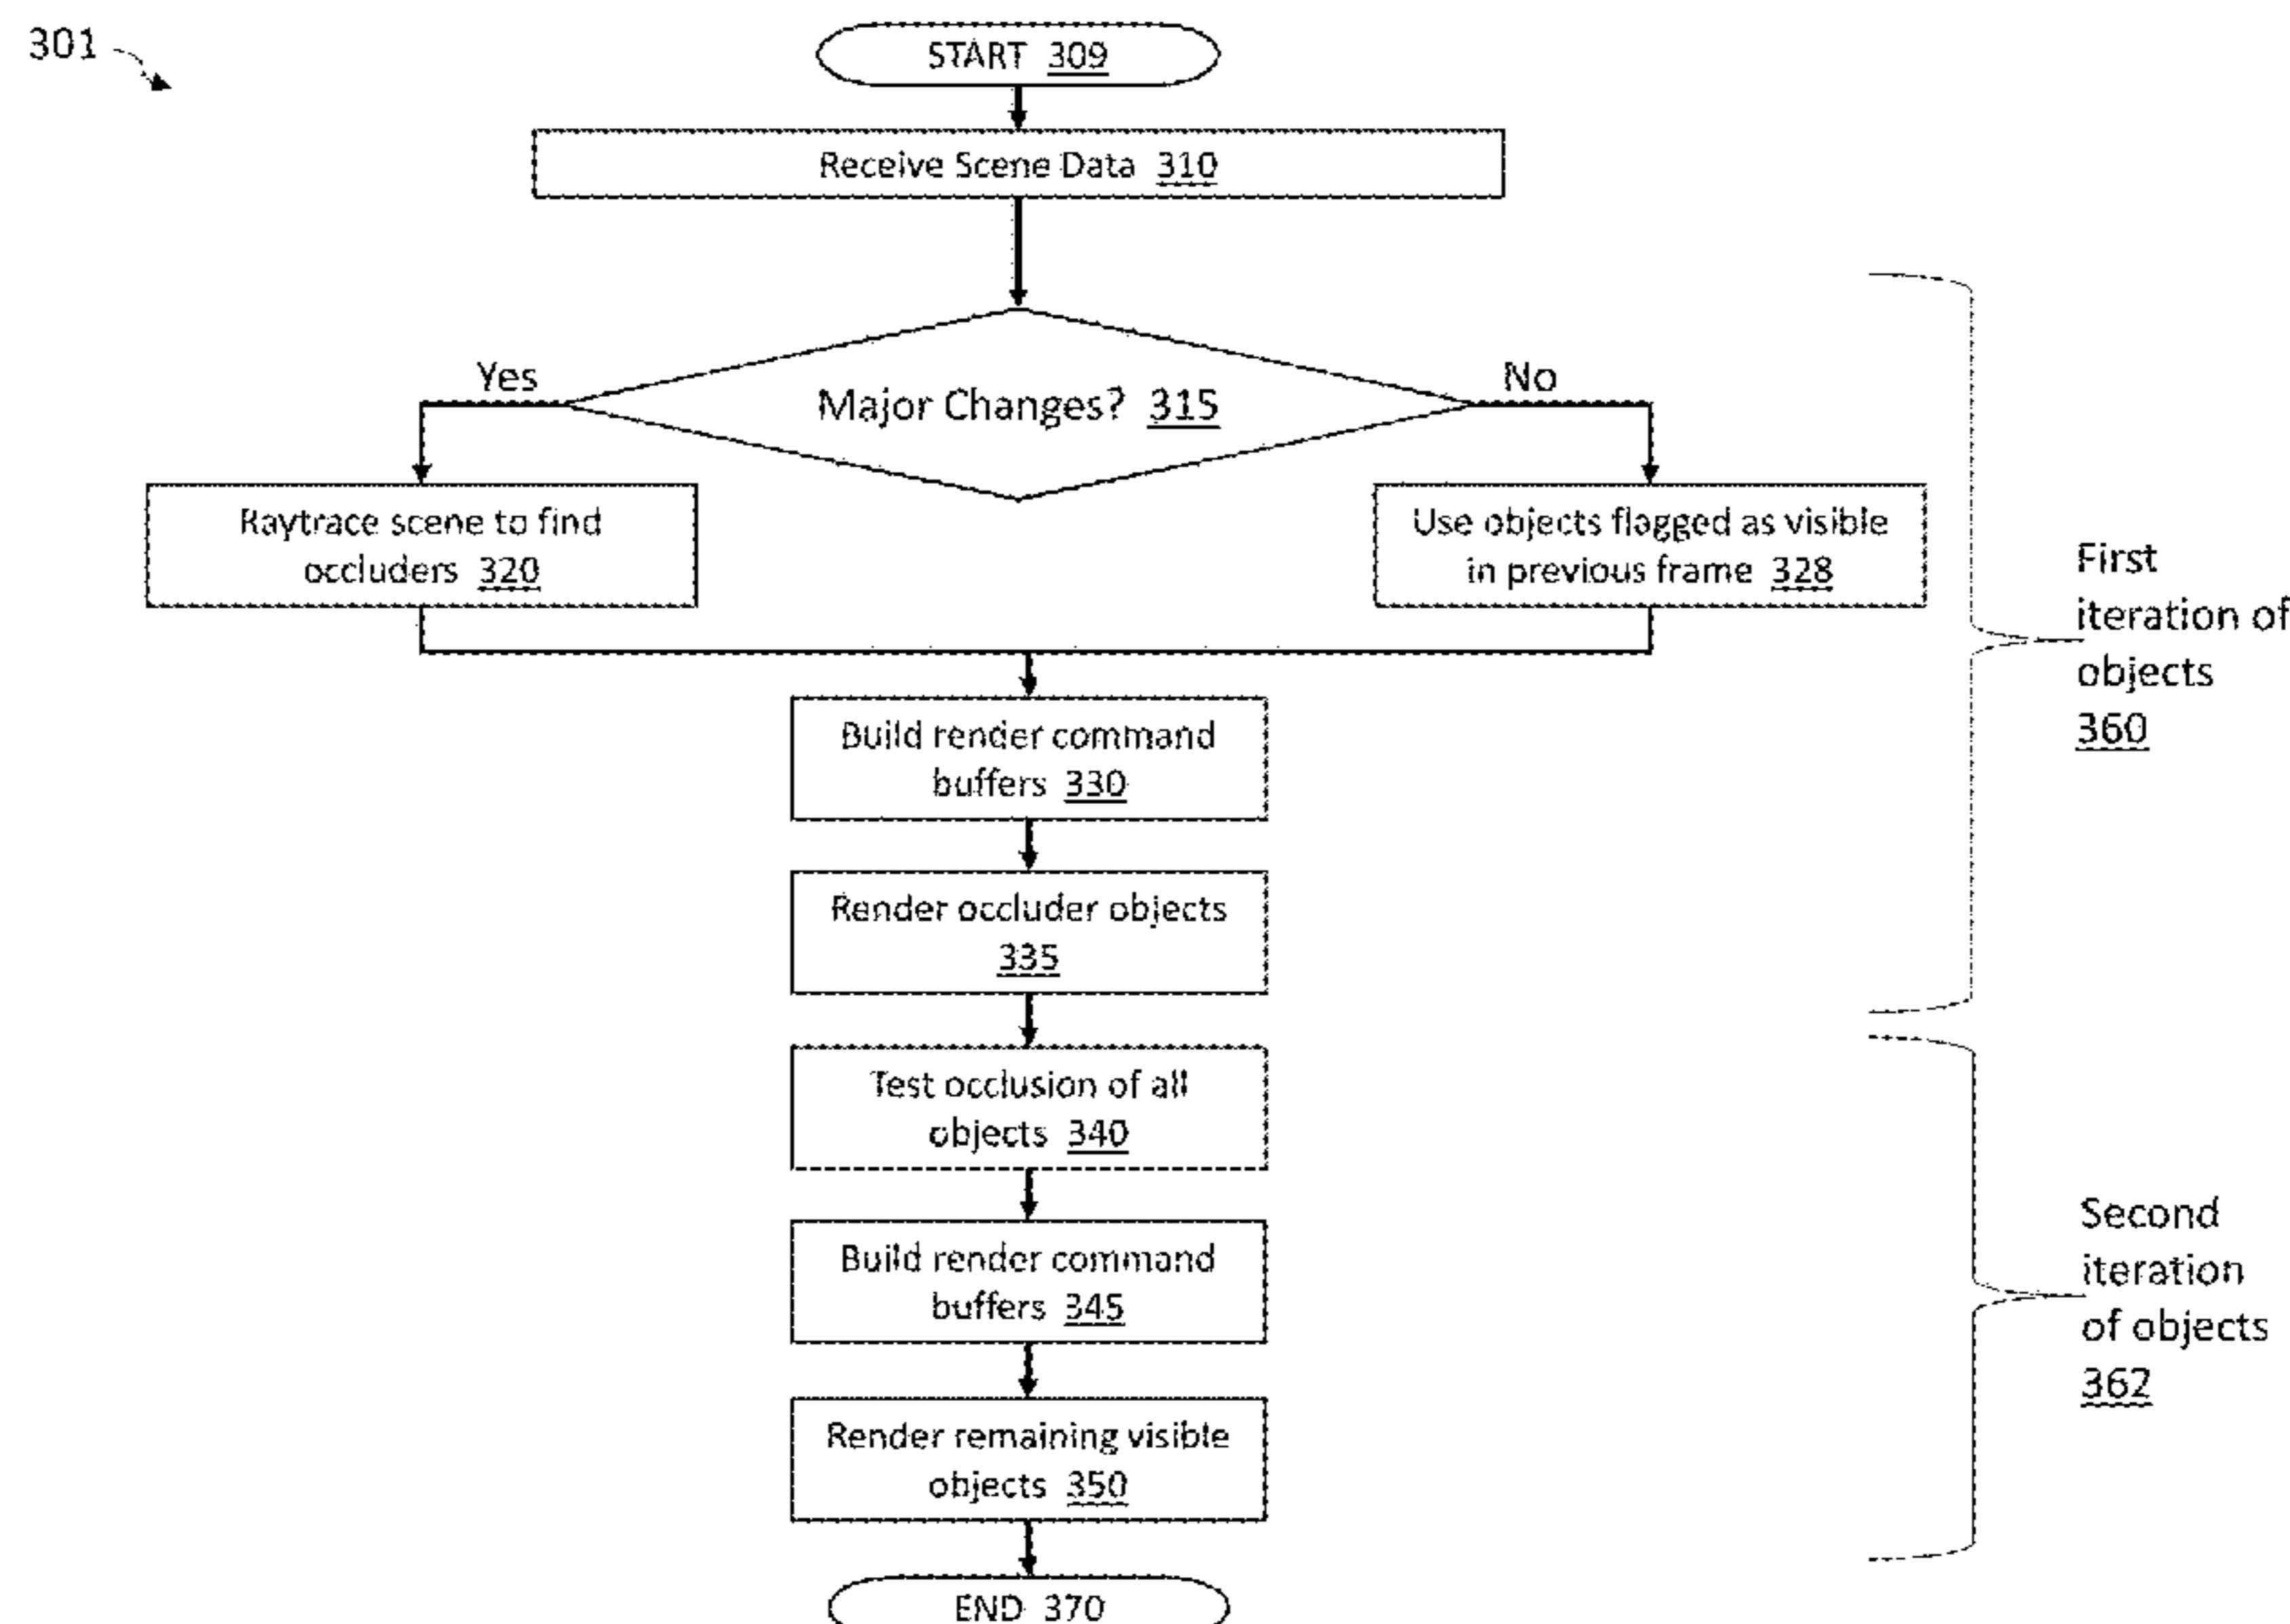 301
START 309
Receive Scene Data 310
Yes
No
Major Changes? 315
Raytrace scene to find
occluders 320
Use objects flagged as visible
in previous frame 328
First
iteration of
objects
360
Build render command
buffers 330
Render occluder objects
335
Test occlusion of all
objects 340
Build render command
buffers 345
Second
iteration
of objects
362
Render remaining visible
objects 350
END 370